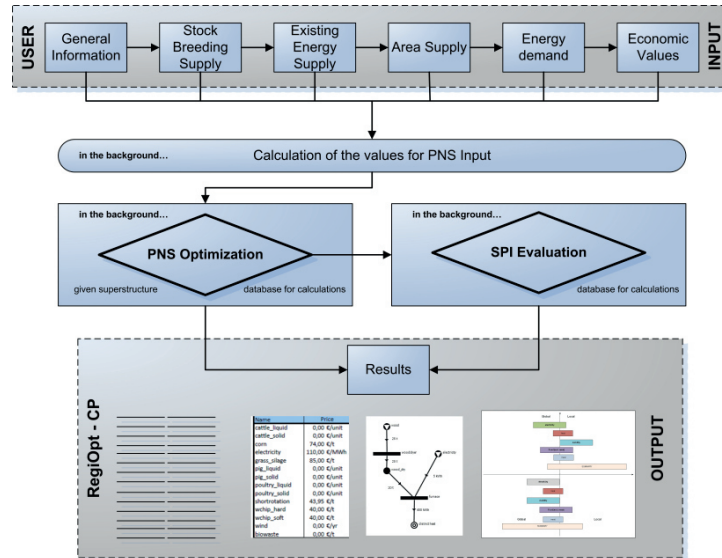 USER
General
Information
Stock
Breeding
Supply
Existing
Energy
Supply
Area Supply
Energy
demand
Economic
Values
INPUT
in the background…
Calculation of the values for PNS Input
in the background…
PNS Optimization
given superstructure
database for calculations
in the background…
SPI Evaluation
database for calculations
Results
RegiOpt - CP
Name Price
cattle_liquid 0,00 €/unit
cattle_solid 0,00 €/unit
corn 74,00 €/t
electricity 110,00 €/MWh
grass_silage 85,00 €/t
pig_liquid 0,00 €/unit
pig_solid 0,00 €/unit
poultry_liquid 0,00 €/unit
poultry_solid 0,00 €/unit
shortrotation 43,95 €/t
wchip_hard 40,00 €/t
wchip_soft 40,00 €/t
wind 0,00 €/yr
biowaste 0,00 €/t
Global Local
Global Local
OUTPUT